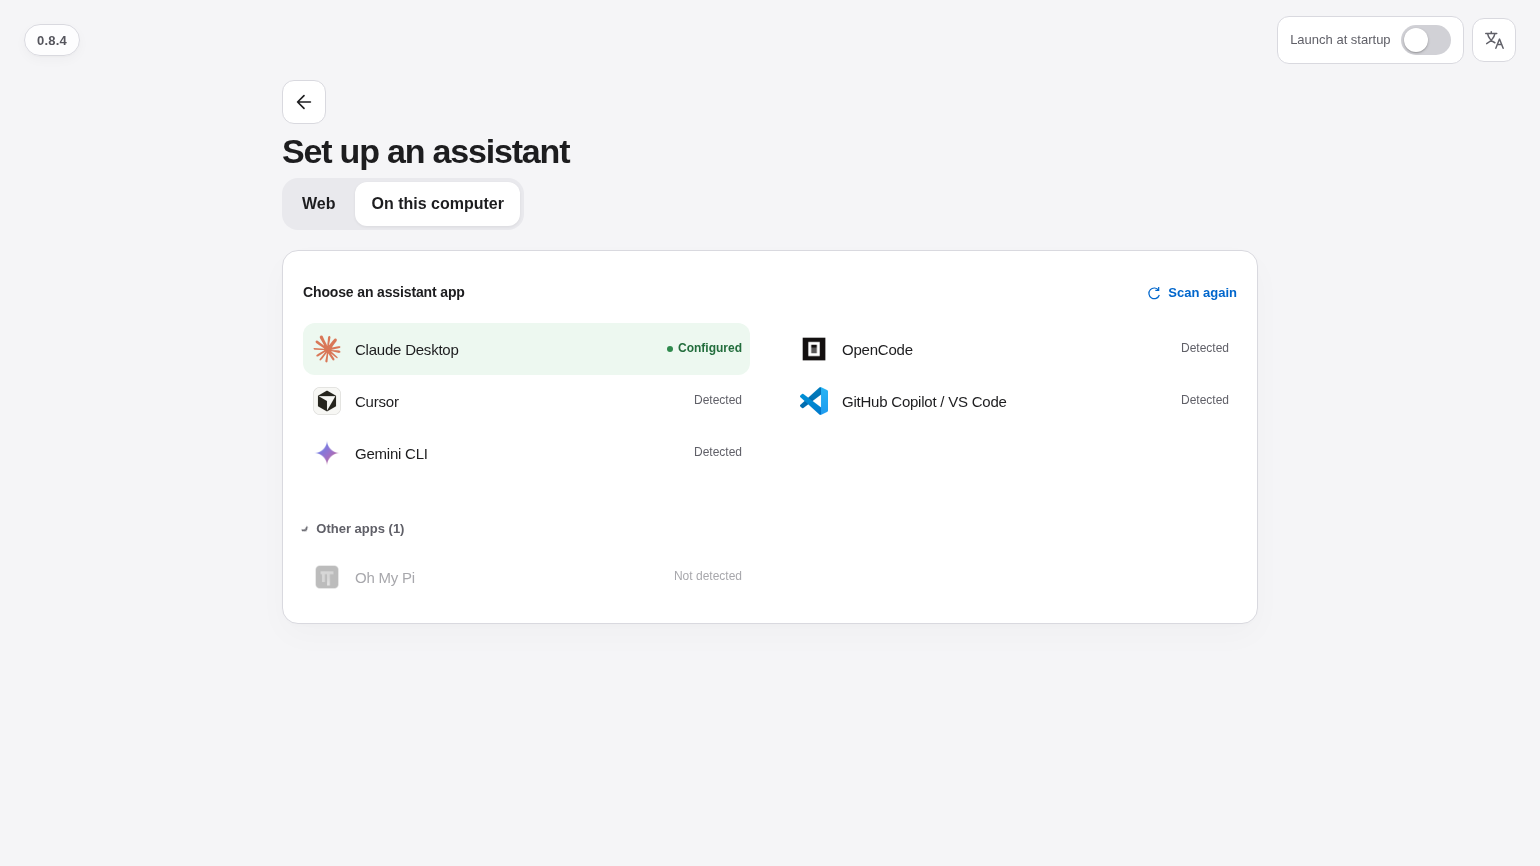 0.8.4
Launch at startup
Set up an assistant
Web
On this computer
Choose an assistant app
Scan again
Claude Desktop
Configured
OpenCode
Detected
Cursor
Detected
GitHub Copilot / VS Code
Detected
Gemini CLI
Detected
Other apps (1)
Oh My Pi
Not detected